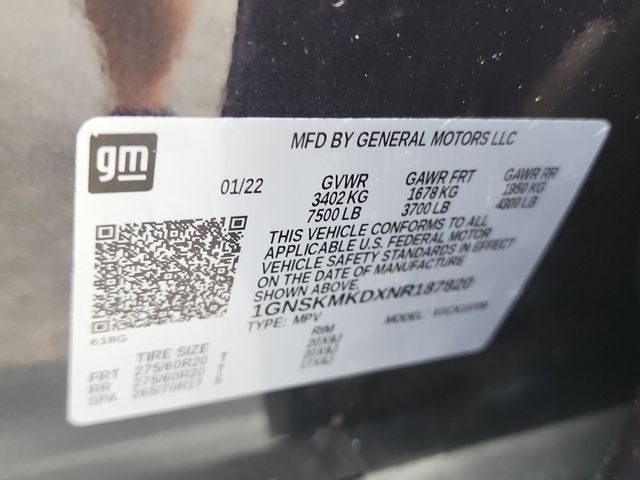 gm
MFD BY GENERAL MOTORS LLC
01/22
GVWR
3402 KG
7500 LB
GAWR FRT
1678 KG
3700 LB
GAWR RR
1950 KG
4300 LB
THIS VEHICLE CONFORMS TO ALL
APPLICABLE U.S. FEDERAL MOTOR
VEHICLE SAFETY STANDARDS IN EFFECT
ON THE DATE OF MANUFACTURE
SHOWN ABOVE.
1GNSKMKDXNR187820
TYPE: MPV
MODEL:
618G
TIRE SIZE
RIM
FRT 275/60R20 T 20X9J
RR 275/60R20 T 20X9J
SPA 265/70R17 S